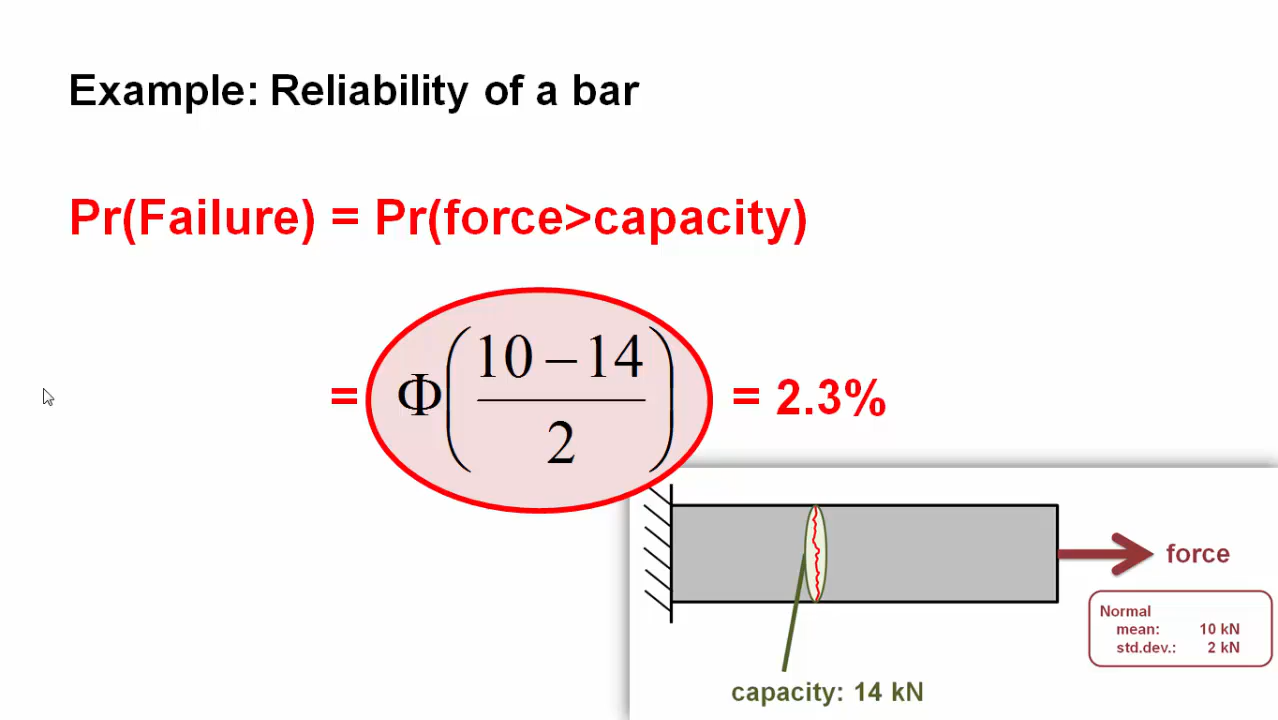 Example: Reliability of a bar
Pr(Failure) = Pr(force>capacity)
= Φ(10 − 14 / 2) = 2.3%
force
Normal
mean: 10 kN
std.dev.: 2 kN
capacity: 14 kN